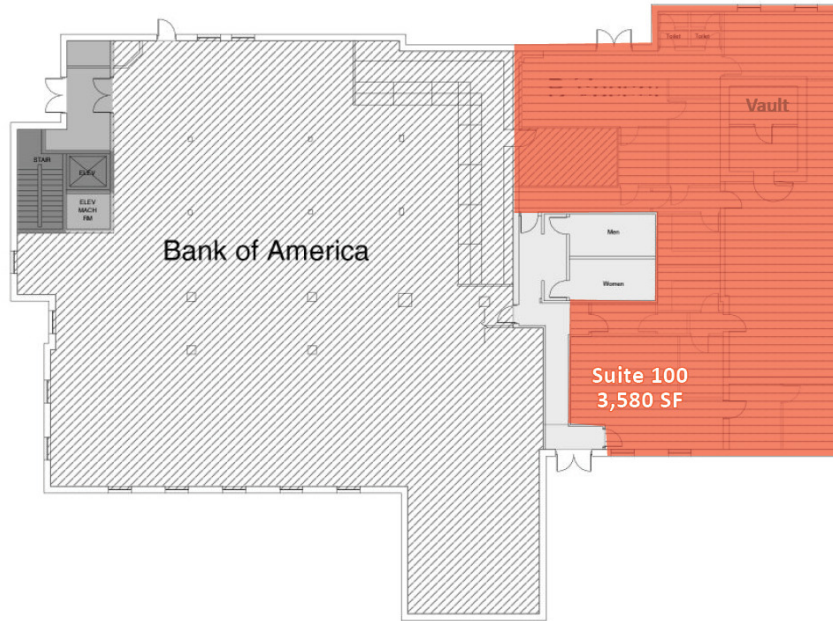 Toilet Toilet
Vault
STAIR
ELEV
ELEV
MACH
RM
Men
Bank of America
Women
Suite 100
3,580 SF